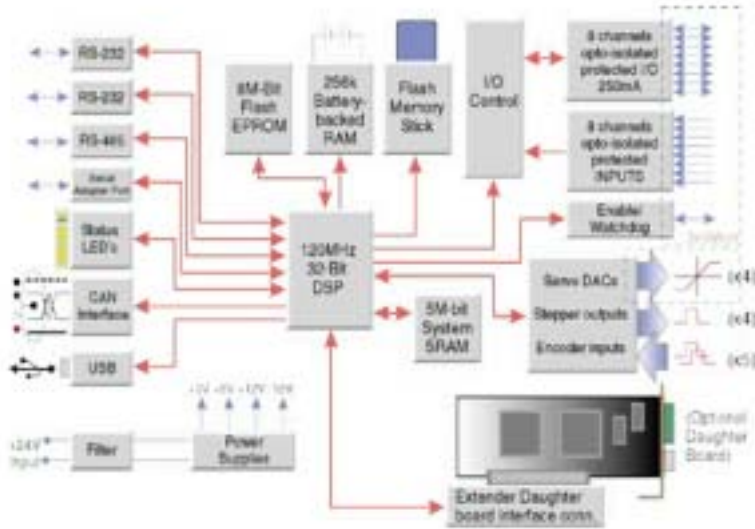 RS-232
RS-232
RS-485
Serial
Adapter Port
Status
LED's
CAN
Interface
USB
8M-Bit
Flash
EPROM
256k
Battery-
backed
RAM
Flash
Memory
Stick
I/O
Control
8 channels
opto-isolated
protected I/O
250mA
8 channels
opto-isolated
protected
INPUTS
Enable/
Watchdog
120MHz
32-Bit
DSP
5M-bit
System
SRAM
Servo DACs
Stepper outputs
Encoder inputs
(x4)
(x4)
(x5)
+24V
Input
Filter
Power
Supplies
(Optional
Daughter
Board)
Extender Daughter
board interface conn.